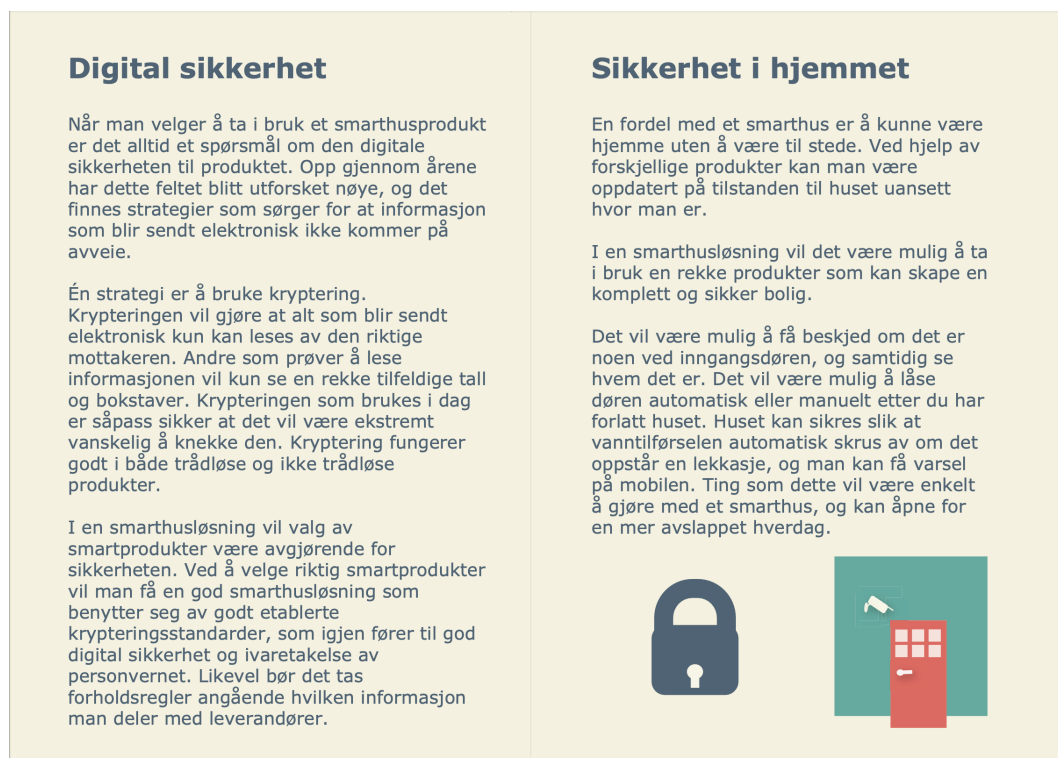 Digital sikkerhet
Når man velger å ta i bruk et smarthusprodukt
er det alltid et spørsmål om den digitale
sikkerheten til produktet. Opp gjennom årene
har dette feltet blitt utforsket nøye, og det
finnes strategier som sørger for at informasjon
som blir sendt elektronisk ikke kommer på
avveie.
Én strategi er å bruke kryptering.
Krypteringen vil gjøre at alt som blir sendt
elektronisk kun kan leses av den riktige
mottakeren. Andre som prøver å lese
informasjonen vil kun se en rekke tilfeldige tall
og bokstaver. Krypteringen som brukes i dag
er såpass sikker at det vil være ekstremt
vanskelig å knekke den. Kryptering fungerer
godt i både trådløse og ikke trådløse
produkter.
I en smarthusløsning vil valg av
smartprodukter være avgjørende for
sikkerheten. Ved å velge riktig smartprodukter
vil man få en god smarthusløsning som
benytter seg av godt etablerte
krypteringsstandarder, som igjen fører til god
digital sikkerhet og ivaretakelse av
personvernet. Likevel bør det tas
forholdsregler angående hvilken informasjon
man deler med leverandører.
Sikkerhet i hjemmet
En fordel med et smarthus er å kunne være
hjemme uten å være til stede. Ved hjelp av
forskjellige produkter kan man være
oppdatert på tilstanden til huset uansett
hvor man er.
I en smarthusløsning vil det være mulig å ta
i bruk en rekke produkter som kan skape en
komplett og sikker bolig.
Det vil være mulig å få beskjed om det er
noen ved inngangsdøren, og samtidig se
hvem det er. Det vil være mulig å låse
døren automatisk eller manuelt etter du har
forlatt huset. Huset kan sikres slik at
vanntilførselen automatisk skrus av om det
oppstår en lekkasje, og man kan få varsel
på mobilen. Ting som dette vil være enkelt
å gjøre med et smarthus, og kan åpne for
en mer avslappet hverdag.